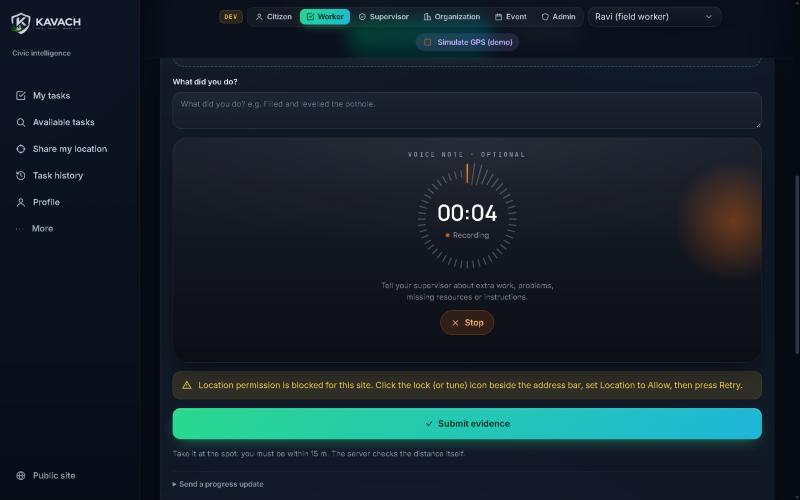 KAVACH
Civic intelligence
My tasks
Available tasks
Share my location
Task history
Profile
More
Public site
DEV
Citizen
Worker
Supervisor
Organization
Event
Admin
Ravi (field worker)
Simulate GPS (demo)
What did you do?
What did you do? e.g. Filled and levelled the pothole.
VOICE NOTE · OPTIONAL
00:04
Recording
Tell your supervisor about extra work, problems,
missing resources or instructions.
Stop
Location permission is blocked for this site. Click the lock (or tune) icon beside the address bar, set Location to Allow, then press Retry.
Submit evidence
Take it at the spot: you must be within 15 m. The server checks the distance itself.
Send a progress update